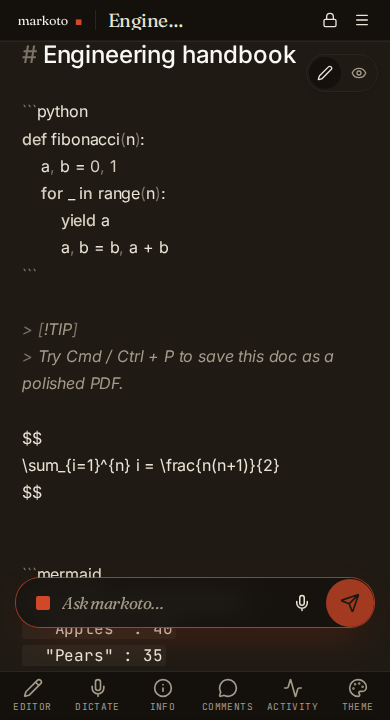 markoto
Engine...
# Engineering handbook
```python
def fibonacci(n):
    a, b = 0, 1
    for _ in range(n):
        yield a
        a, b = b, a + b
```
> [!TIP]
> Try Cmd / Ctrl + P to save this doc as a
polished PDF.
$$
\sum_{i=1}^{n} i = \frac{n(n+1)}{2}
$$
```mermaid
Ask markoto...
"Apples" : 40
"Pears" : 35
EDITOR DICTATE INFO COMMENTS ACTIVITY THEME